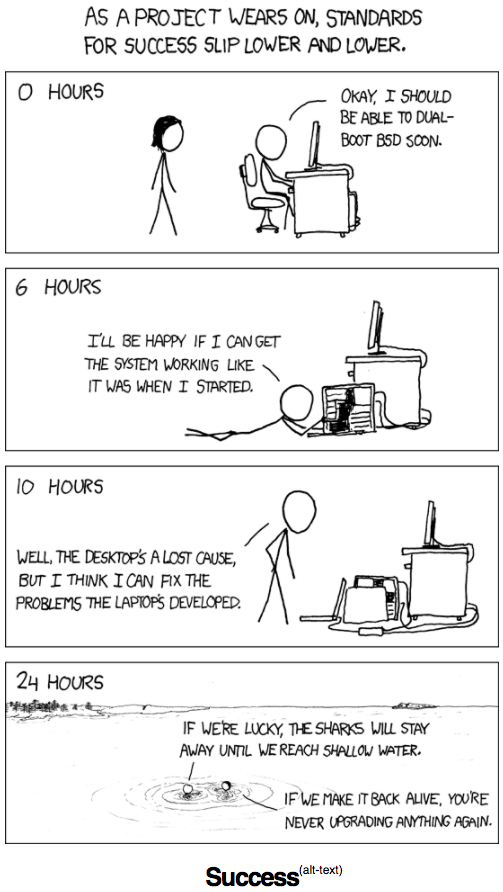 AS A PROJECT WEARS ON, STANDARDS
FOR SUCCESS SLIP LOWER AND LOWER.
0 HOURS
OKAY, I SHOULD
BE ABLE TO DUAL-
BOOT BSD SOON.
6 HOURS
I'LL BE HAPPY IF I CAN GET
THE SYSTEM WORKING LIKE
IT WAS WHEN I STARTED.
10 HOURS
WELL, THE DESKTOP'S A LOST CAUSE,
BUT I THINK I CAN FIX THE
PROBLEMS THE LAPTOP'S DEVELOPED.
24 HOURS
IF WE'RE LUCKY, THE SHARKS WILL STAY
AWAY UNTIL WE REACH SHALLOW WATER.
IF WE MAKE IT BACK ALIVE, YOU'RE
NEVER UPGRADING ANYTHING AGAIN.
Success(alt-text)